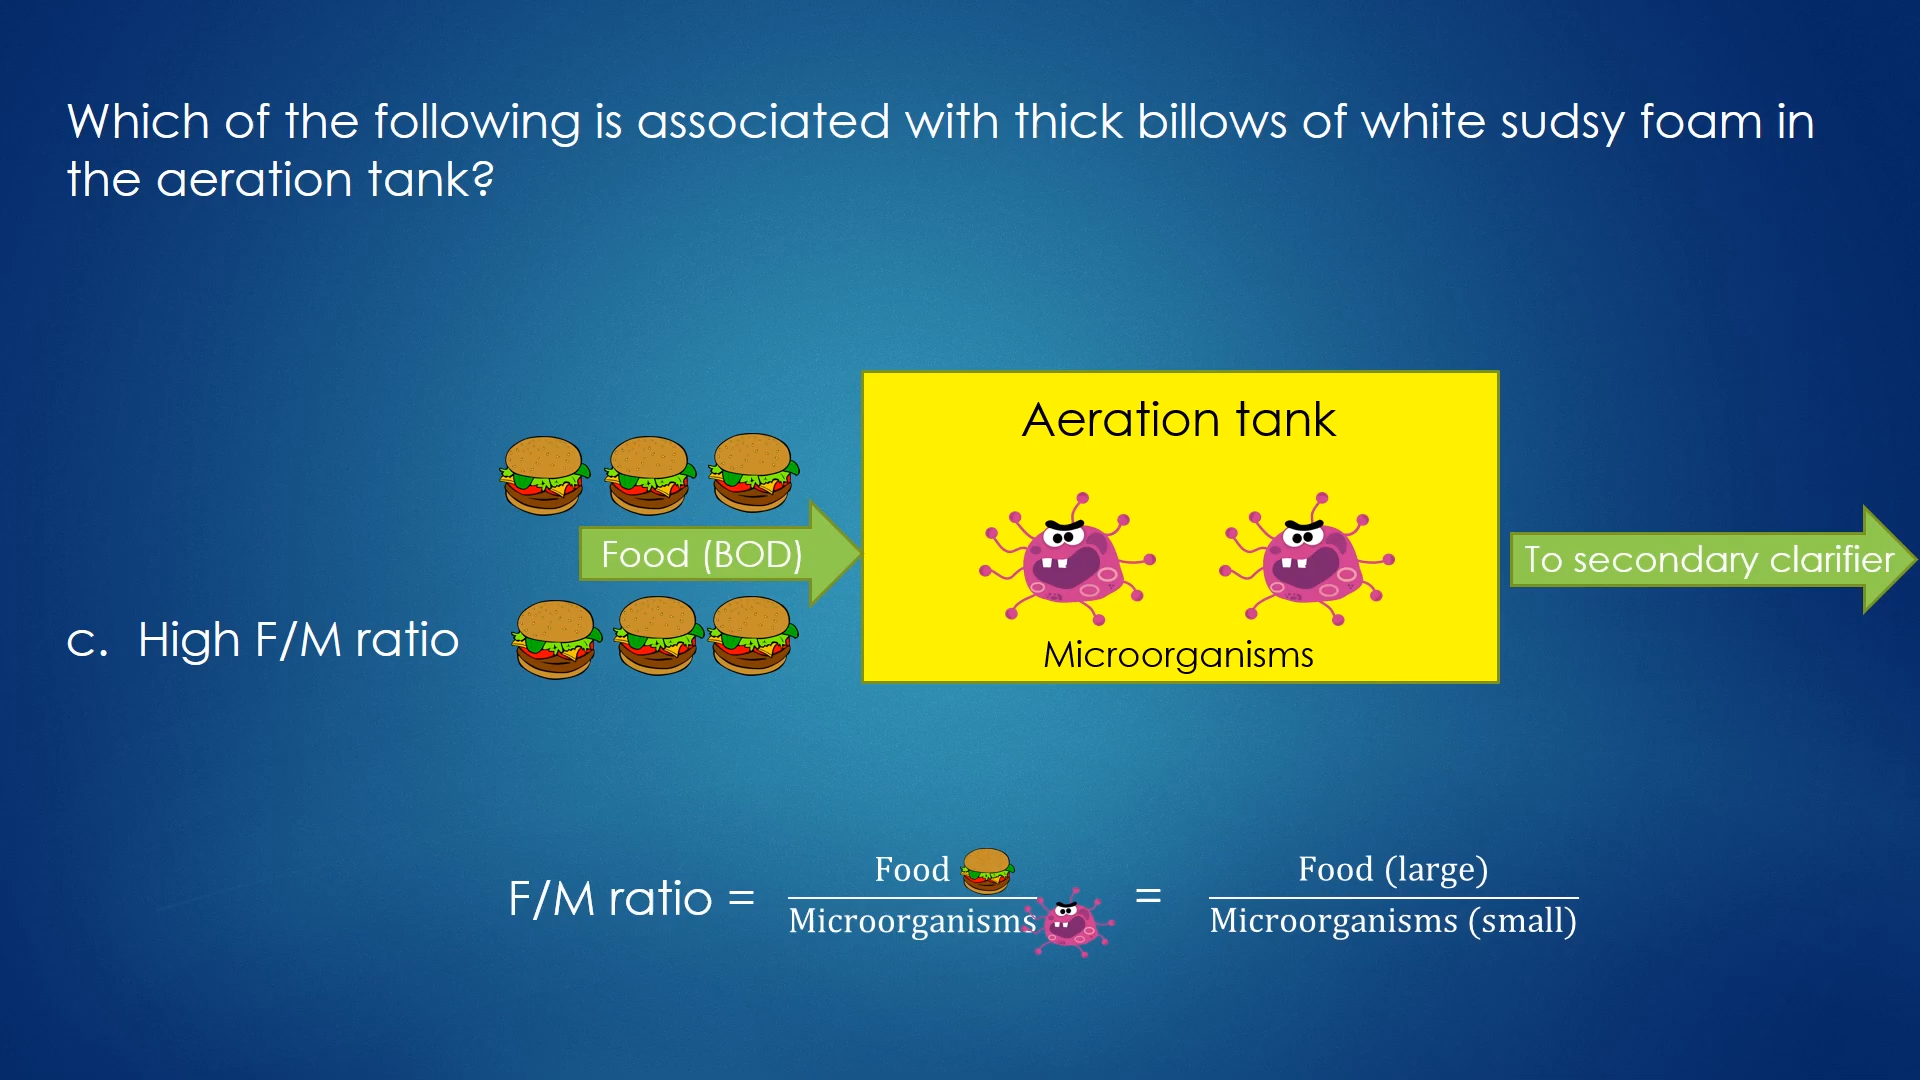 Which of the following is associated with thick billows of white sudsy foam in
the aeration tank?
Aeration tank
Food (BOD)
To secondary clarifier
c. High F/M ratio
Microorganisms
F/M ratio = Food / Microorganisms = Food (large) / Microorganisms (small)